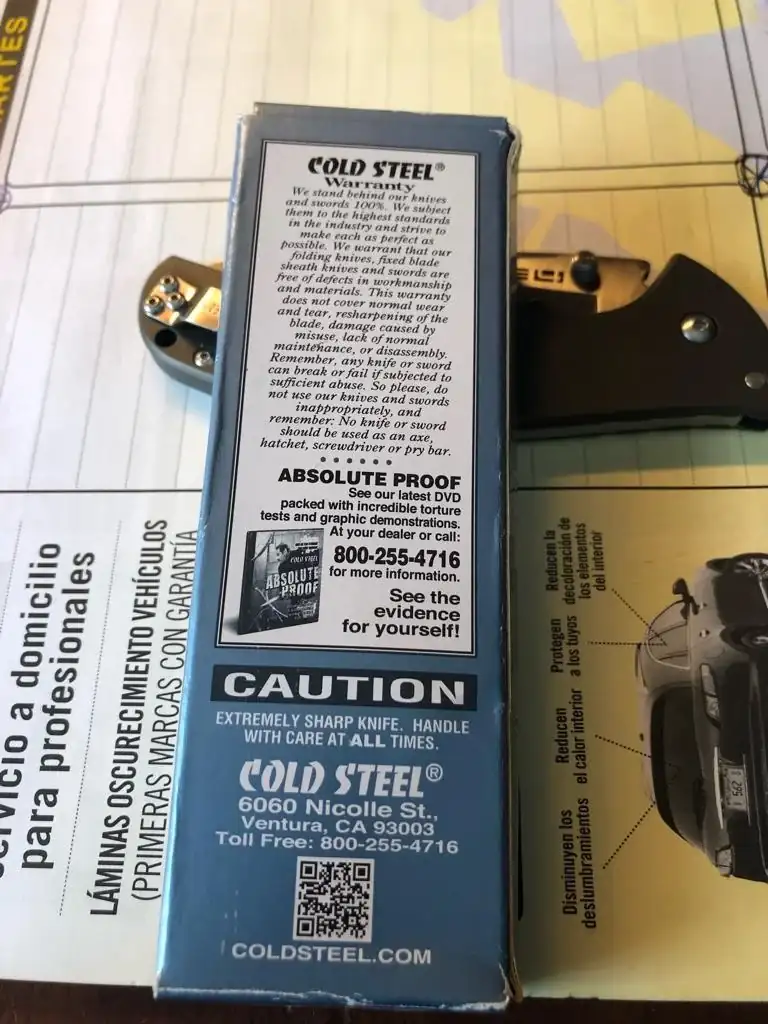 COLD STEEL®
Warranty
We stand behind our knives
and swords 100%. We subject
them to the highest standards
in the industry and strive to
make each as perfect as
possible. We warrant that our
folding knives, fixed blade
sheath knives and swords are
free of defects in workmanship
and materials. This warranty
does not cover normal wear
and tear, resharpening of the
blade, damage caused by
misuse, lack of normal
maintenance, or disassembly.
Remember, any knife or sword
can break or fail if subjected to
sufficient abuse. So please, do
not use our knives and swords
inappropriately, and
remember: No knife or sword
should be used as an axe,
hatchet, screwdriver or pry bar.
ABSOLUTE PROOF
See our latest DVD
packed with incredible torture
tests and graphic demonstrations.
At your dealer or call:
800-255-4716
for more information.
See the
evidence
for yourself!
COLD STEEL
ABSOLUTE
PROOF
CAUTION
EXTREMELY SHARP KNIFE. HANDLE
WITH CARE AT ALL TIMES.
COLD STEEL®
6060 Nicolle St.,
Ventura, CA 93003
Toll Free: 800-255-4716
COLDSTEEL.COM
a domicilio
para profesionales
LÁMINAS OSCURECIMIENTO VEHÍCULOS
(PRIMERAS MARCAS CON GARANTÍA
Reducen la
decoloración de
los elementos
del interior
Protegen
a los tuyos
Reducen
el calor interior
Disminuyen los
deslumbramientos